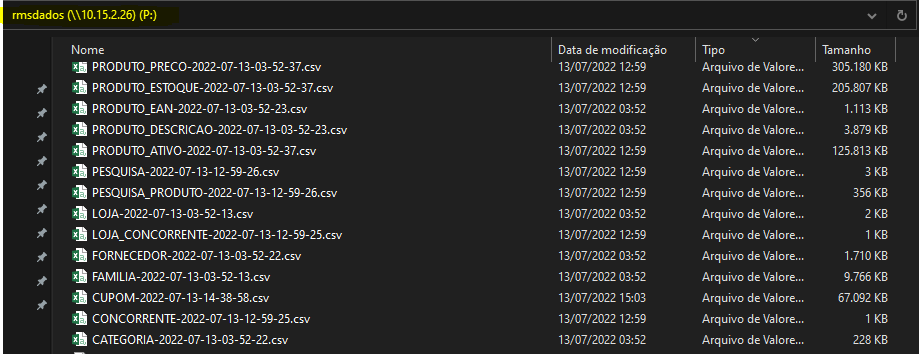 rmsdados (\\10.15.2.26) (P:)
Nome Data de modificação Tipo Tamanho
PRODUTO_PRECO-2022-07-13-03-52-37.csv 13/07/2022 12:59 Arquivo de Valore... 305.180 KB
PRODUTO_ESTOQUE-2022-07-13-03-52-37.csv 13/07/2022 12:59 Arquivo de Valore... 205.807 KB
PRODUTO_EAN-2022-07-13-03-52-23.csv 13/07/2022 03:52 Arquivo de Valore... 1.113 KB
PRODUTO_DESCRICAO-2022-07-13-03-52-23.csv 13/07/2022 03:52 Arquivo de Valore... 3.879 KB
PRODUTO_ATIVO-2022-07-13-03-52-37.csv 13/07/2022 12:59 Arquivo de Valore... 125.813 KB
PESQUISA-2022-07-13-12-59-26.csv 13/07/2022 12:59 Arquivo de Valore... 3 KB
PESQUISA_PRODUTO-2022-07-13-12-59-26.csv 13/07/2022 12:59 Arquivo de Valore... 356 KB
LOJA-2022-07-13-03-52-13.csv 13/07/2022 03:52 Arquivo de Valore... 2 KB
LOJA_CONCORRENTE-2022-07-13-12-59-25.csv 13/07/2022 12:59 Arquivo de Valore... 1 KB
FORNECEDOR-2022-07-13-03-52-22.csv 13/07/2022 03:52 Arquivo de Valore... 1.710 KB
FAMILIA-2022-07-13-03-52-13.csv 13/07/2022 03:52 Arquivo de Valore... 9.766 KB
CUPOM-2022-07-13-14-38-58.csv 13/07/2022 15:03 Arquivo de Valore... 67.092 KB
CONCORRENTE-2022-07-13-12-59-25.csv 13/07/2022 12:59 Arquivo de Valore... 1 KB
CATEGORIA-2022-07-13-03-52-22.csv 13/07/2022 03:52 Arquivo de Valore... 228 KB